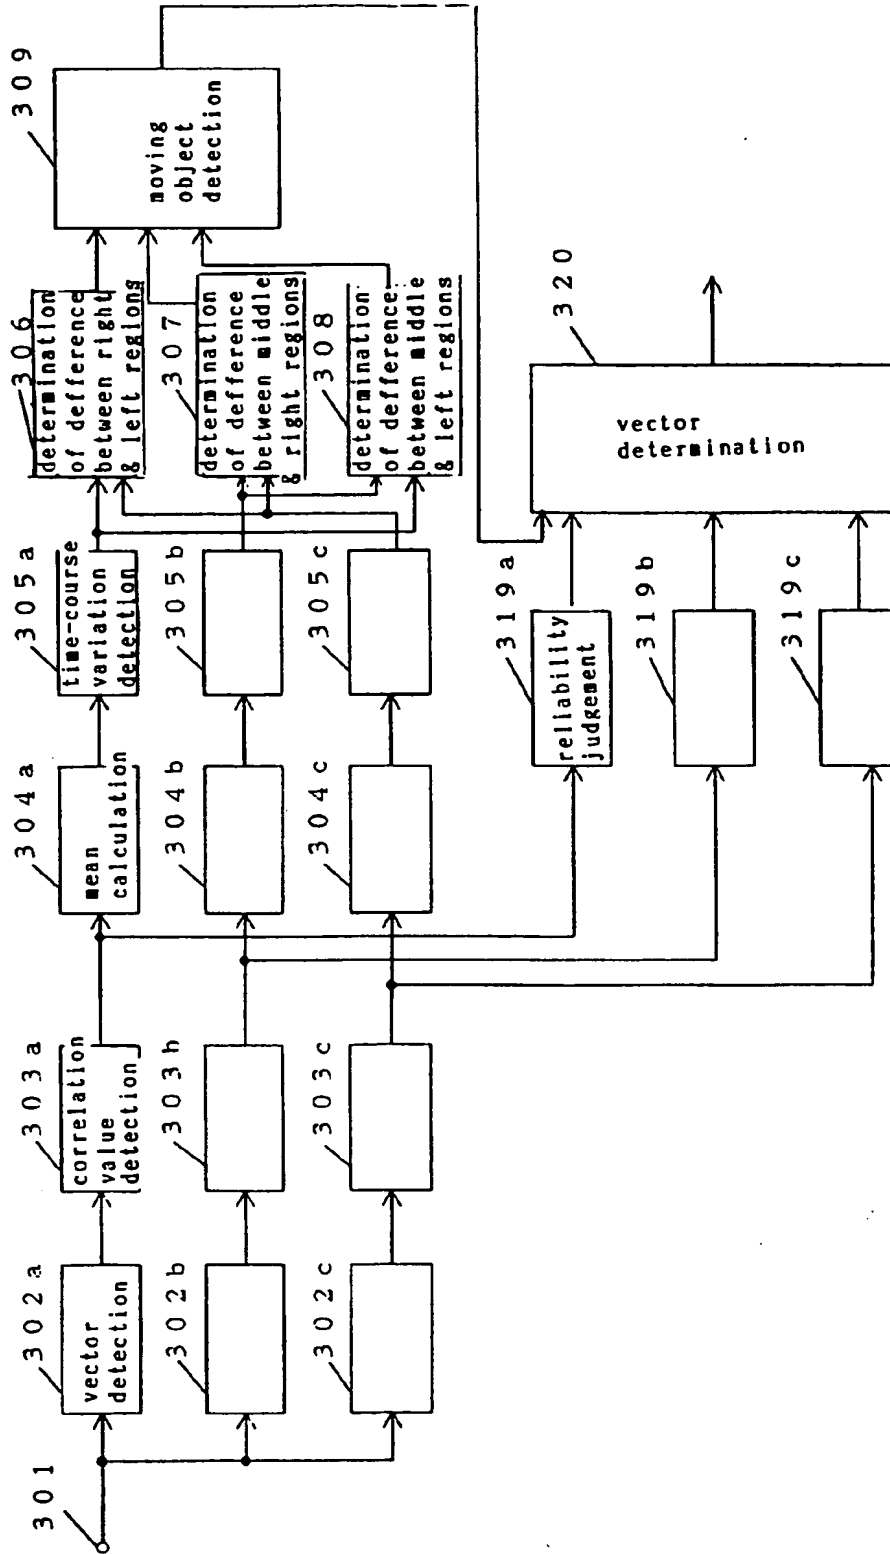 301
302a
vector
detection
302b
302c
303a
correlation
value
detection
303b
303c
304a
mean
calculation
304b
304c
305a
time-course
variation
detection
305b
305c
306
determination
of defference
between right
& left regions
307
determination
of defference
between middle
& right regions
308
determination
of defference
between middle
& left regions
309
moving
object
detection
319a
reliability
judgement
319b
319c
320
vector
determination